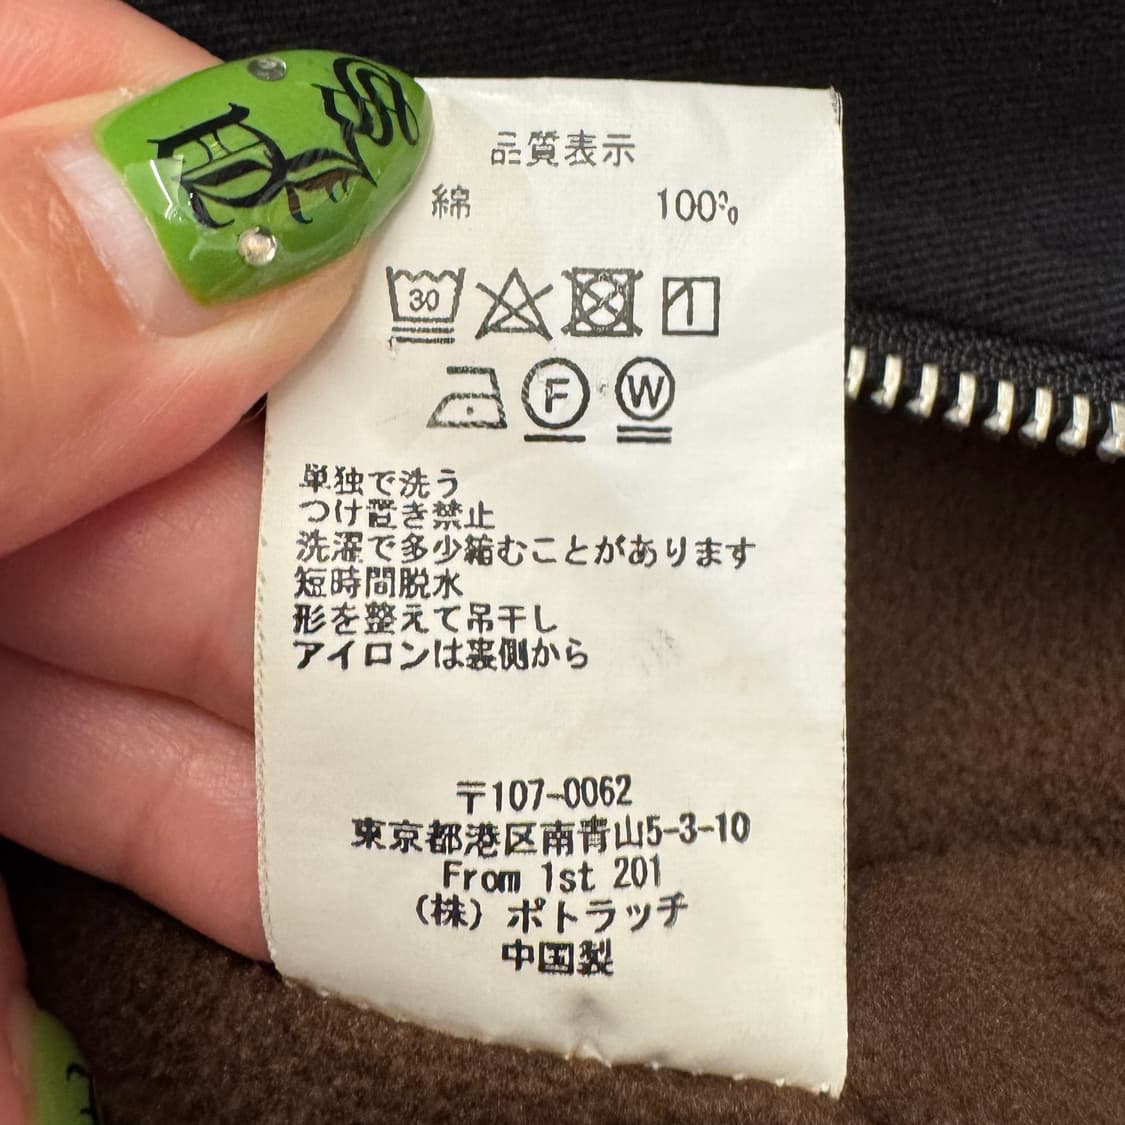 品質表示
綿 100%
30
F W
単独で洗う
つけ置き禁止
洗濯で多少縮むことがあります
短時間脱水
形を整えて吊干し
アイロンは裏側から
〒107-0062
東京都港区南青山5-3-10
From 1st 201
(株) ポトラッチ
中国製